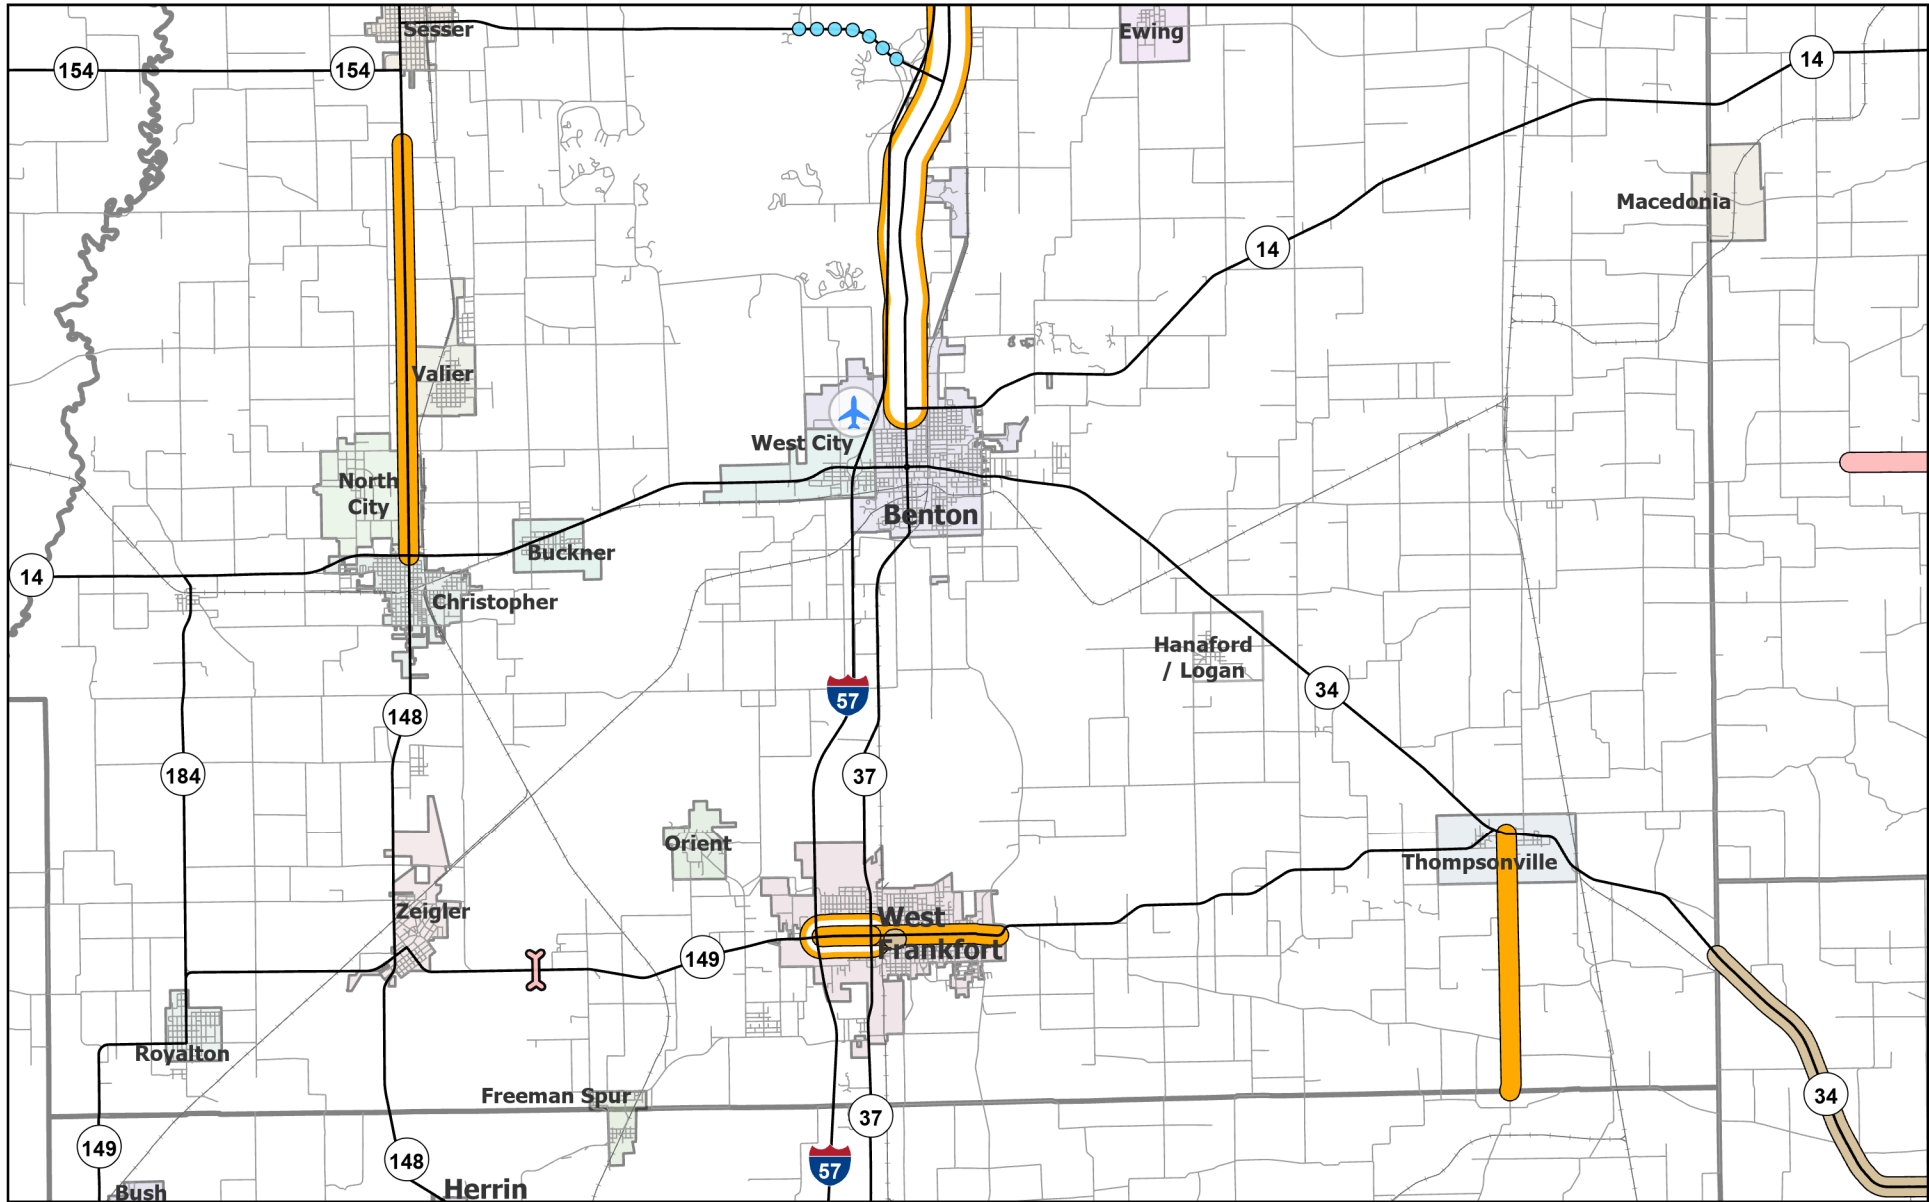 Sesser
Ewing
154
154
14
Macedonia
14
Valier
West City
North
City
Benton
Buckner
14
Christopher
Hanaford
/ Logan
57
34
148
184
37
Orient
Thompsonville
Zeigler
West
Frankfort
149
Royalton
Freeman Spur
34
37
149
148
57
Herrin
Bush